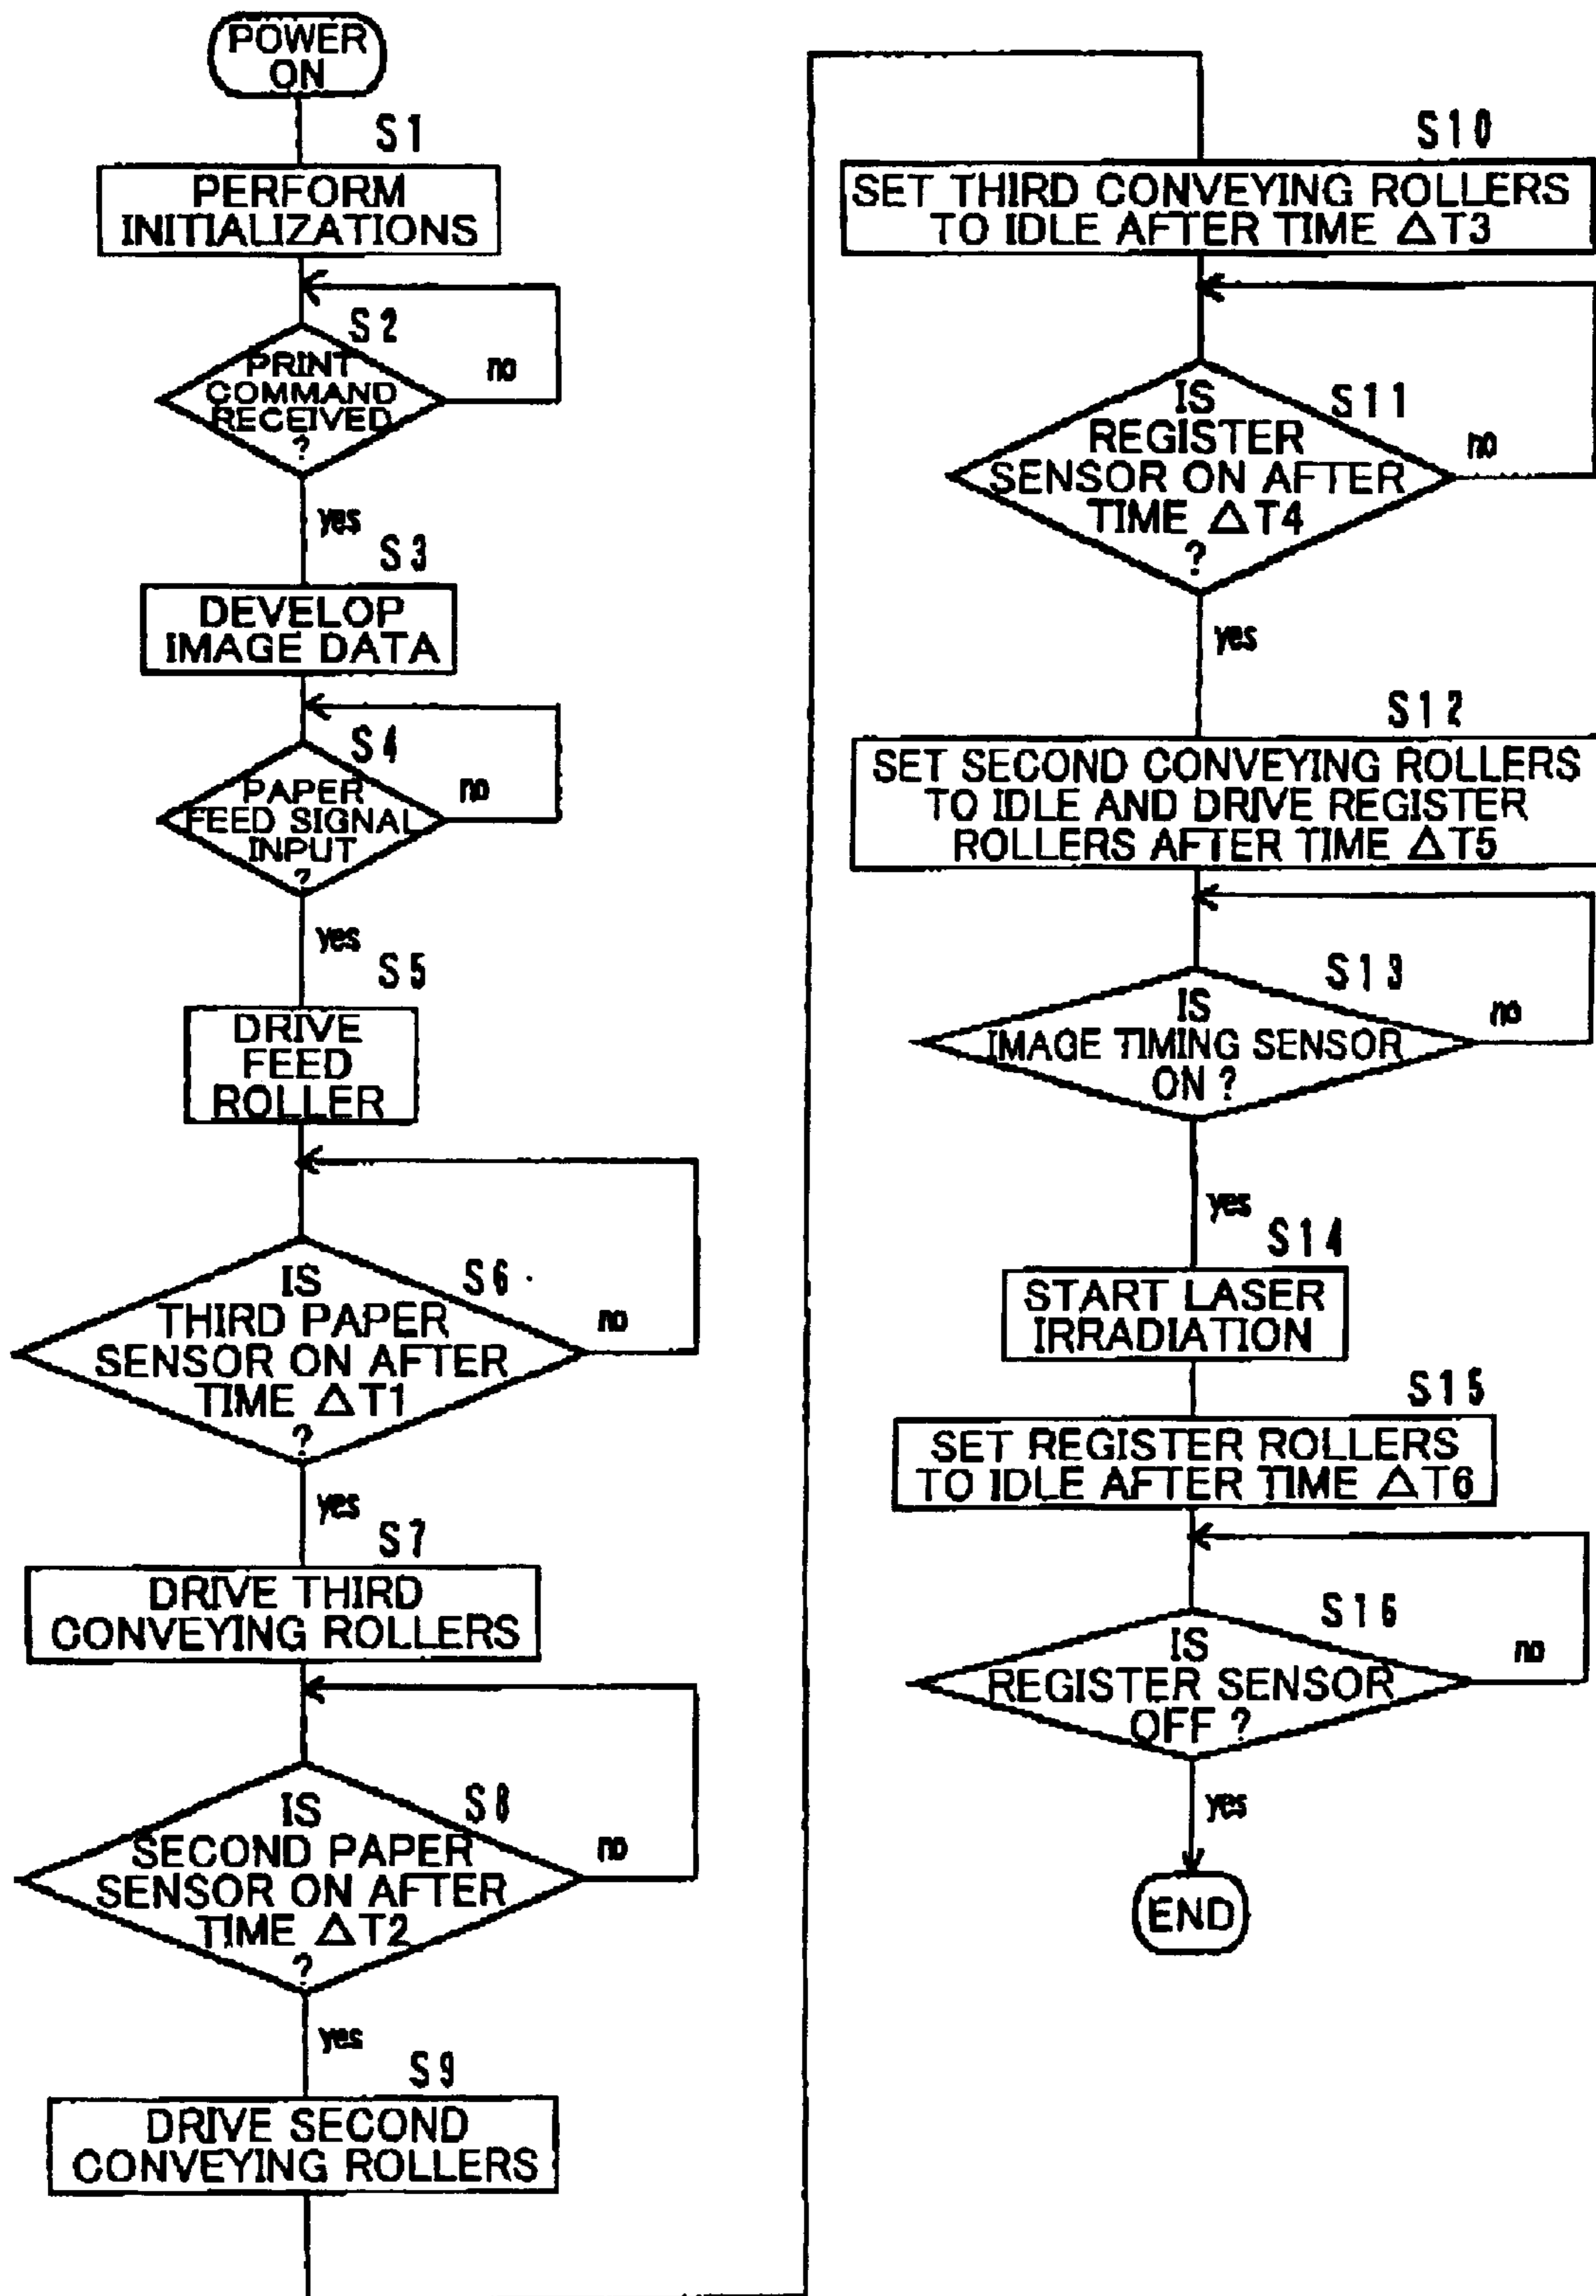 POWER
ON
S1
PERFORM
INITIALIZATIONS
S2
PRINT
COMMAND
RECEIVED
?
no
yes
S3
DEVELOP
IMAGE DATA
S4
PAPER
FEED SIGNAL
INPUT
?
no
yes
S5
DRIVE
FEED
ROLLER
S6
IS
THIRD PAPER
SENSOR ON AFTER
TIME △T1
?
no
yes
S7
DRIVE THIRD
CONVEYING ROLLERS
S8
IS
SECOND PAPER
SENSOR ON AFTER
TIME △T2
?
no
yes
S9
DRIVE SECOND
CONVEYING ROLLERS
S10
SET THIRD CONVEYING ROLLERS
TO IDLE AFTER TIME △T3
S11
IS
REGISTER
SENSOR ON AFTER
TIME △T4
?
no
yes
S12
SET SECOND CONVEYING ROLLERS
TO IDLE AND DRIVE REGISTER
ROLLERS AFTER TIME △T5
S13
IS
IMAGE TIMING SENSOR
ON ?
no
yes
S14
START LASER
IRRADIATION
S15
SET REGISTER ROLLERS
TO IDLE AFTER TIME △T6
S16
IS
REGISTER SENSOR
OFF ?
no
yes
END